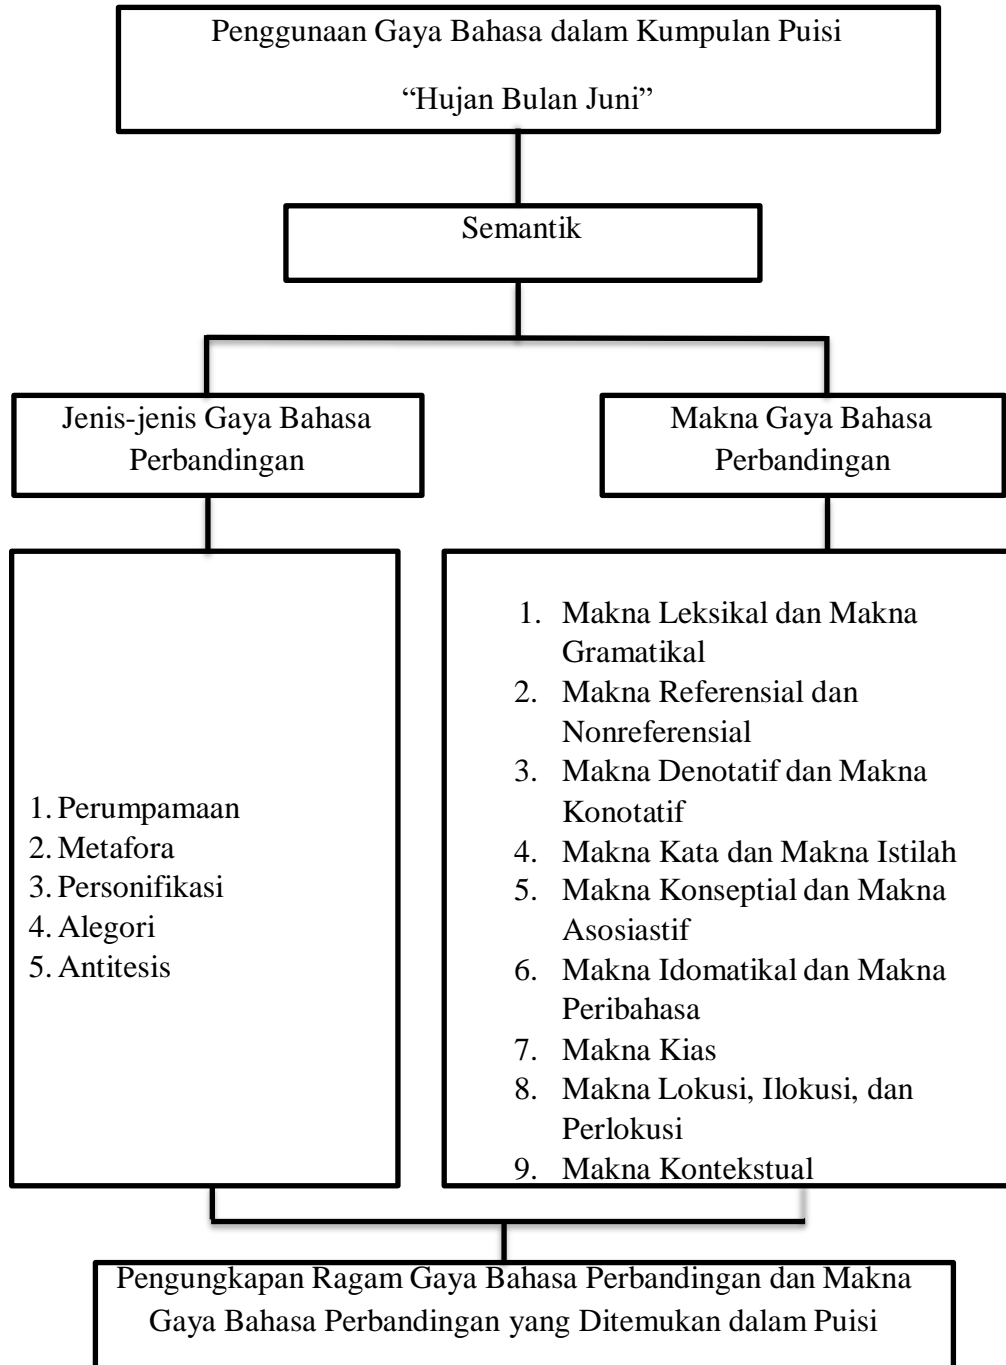 Penggunaan Gaya Bahasa dalam Kumpulan Puisi
“Hujan Bulan Juni”
Semantik
Jenis-jenis Gaya Bahasa
Perbandingan
Makna Gaya Bahasa
Perbandingan
1. Perumpamaan
2. Metafora
3. Personifikasi
4. Alegori
5. Antitesis
1. Makna Leksikal dan Makna
Gramatikal
2. Makna Referensial dan
Nonreferensial
3. Makna Denotatif dan Makna
Konotatif
4. Makna Kata dan Makna Istilah
5. Makna Konseptial dan Makna
Asosiastif
6. Makna Idomatikal dan Makna
Peribahasa
7. Makna Kias
8. Makna Lokusi, Ilokusi, dan
Perlokusi
9. Makna Kontekstual
Pengungkapan Ragam Gaya Bahasa Perbandingan dan Makna
Gaya Bahasa Perbandingan yang Ditemukan dalam Puisi